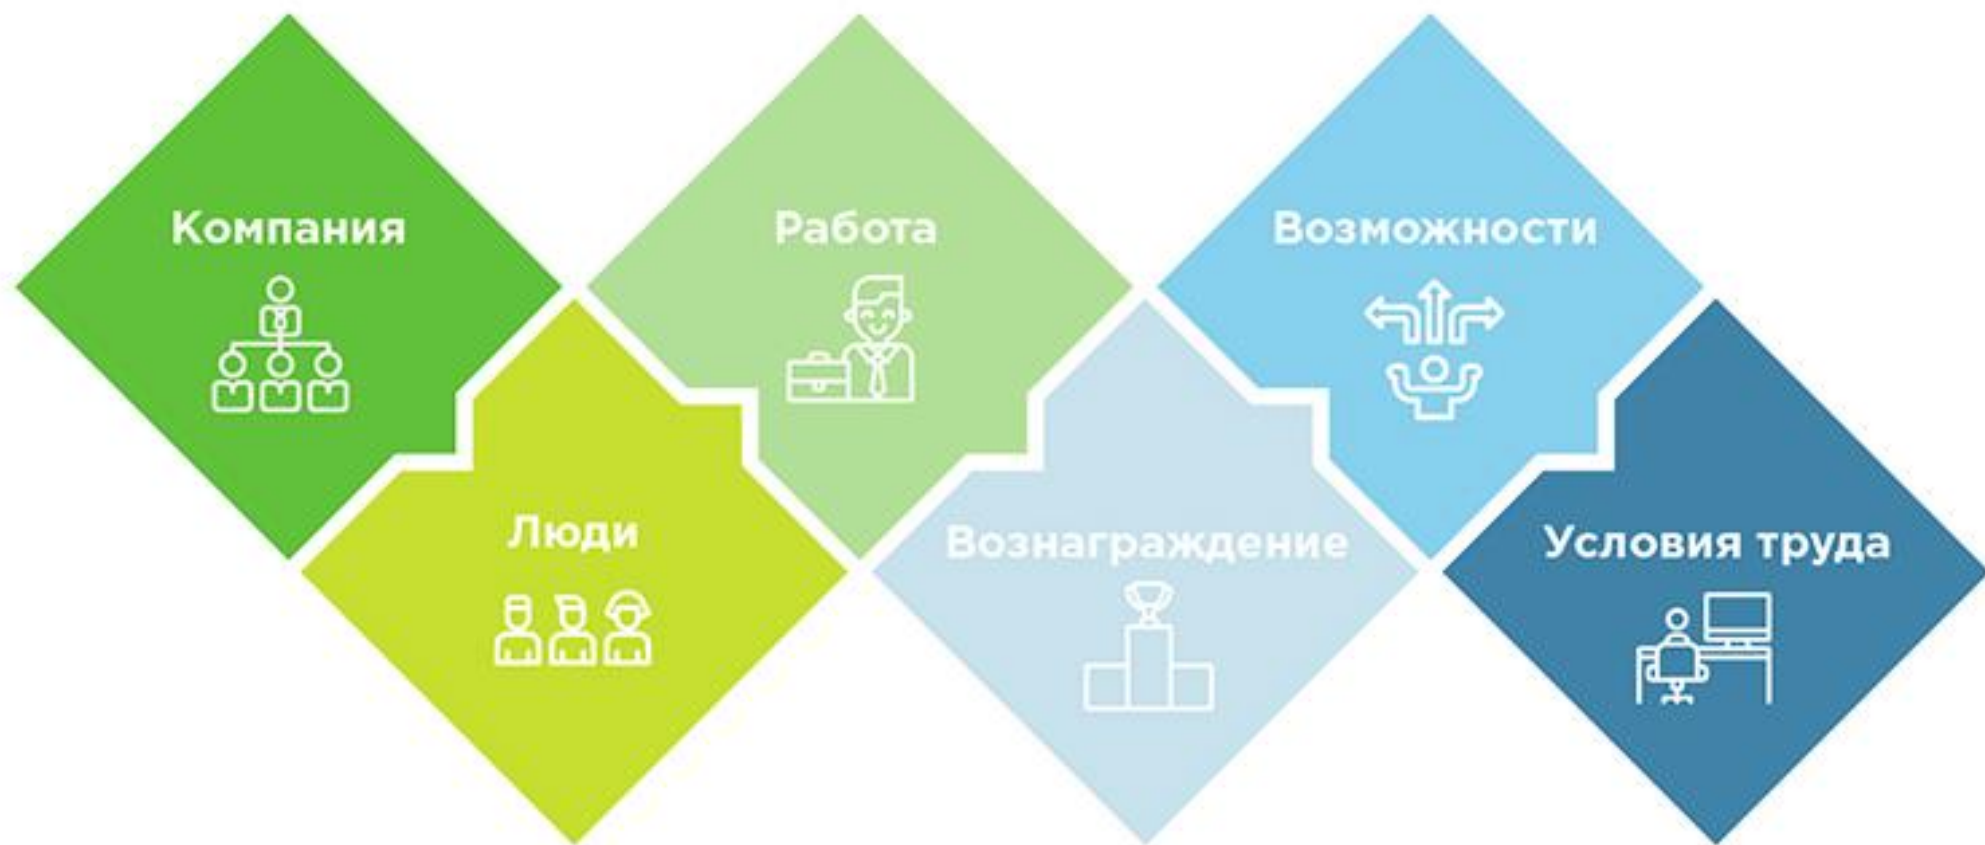 Компания
Работа
Возможности
Люди
Вознаграждение
Условия труда